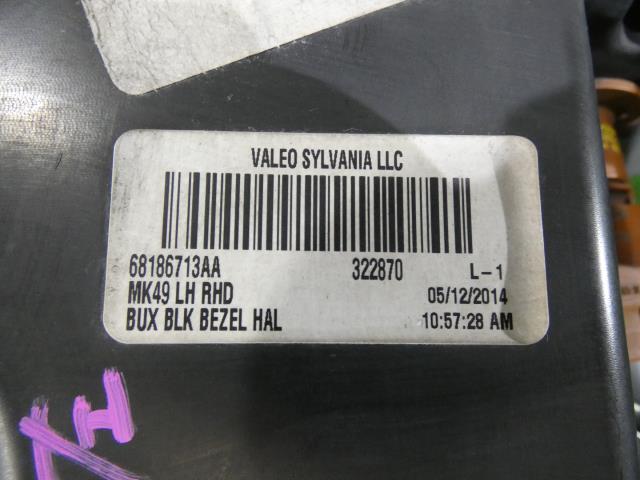 VALEO SYLVANIA LLC
68186713AA 322870 L-1
MK49 LH RHD 05/12/2014
BUX BLK BEZEL HAL 10:57:28 AM